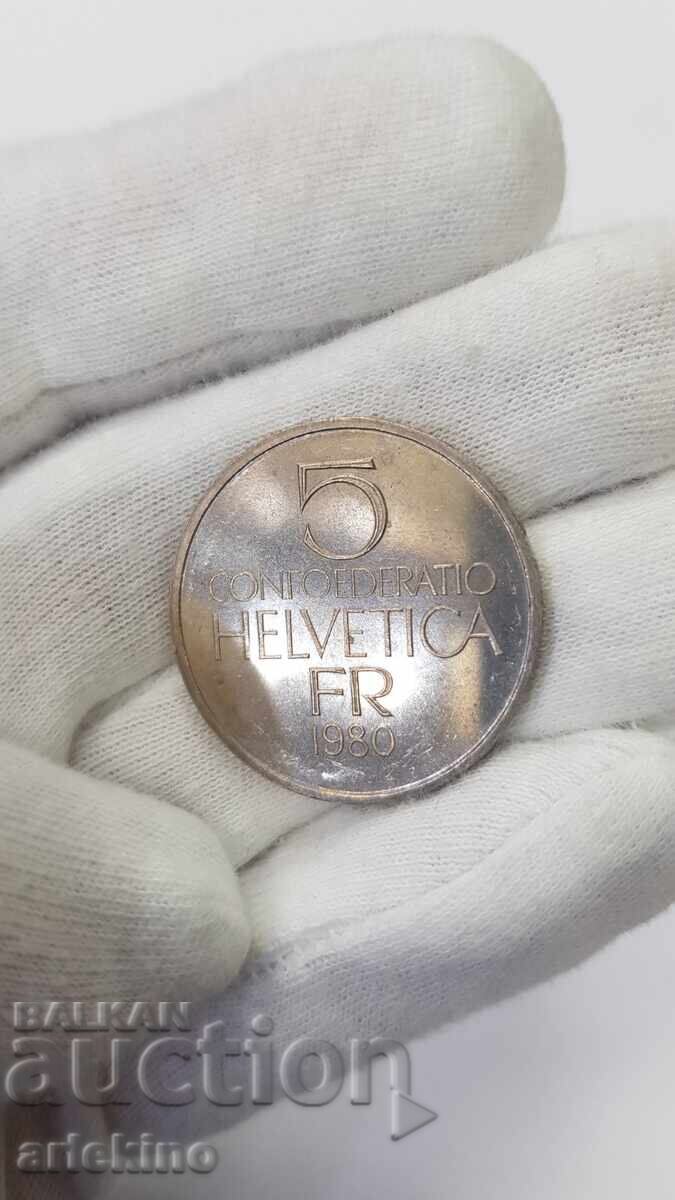 5
CONFOEDERATIO
HELVETICA
FR
1980
BALKAN
auction
artekino